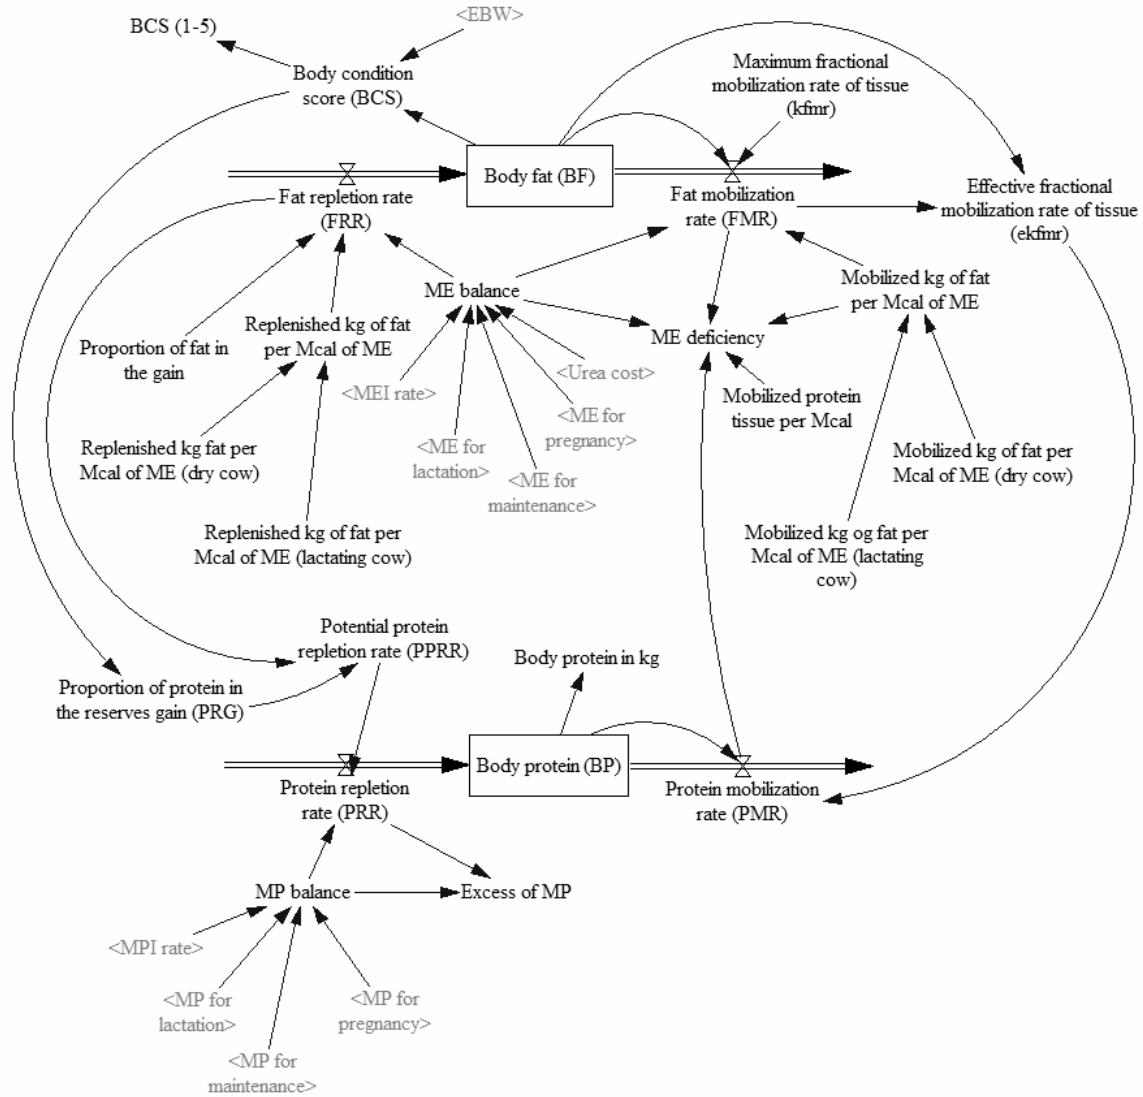 BCS (1-5)
<EBW>
Body condition
score (BCS)
Maximum fractional
mobilization rate of tissue
(kfmr)
Body fat (BF)
Fat repletion rate
(FRR)
Fat mobilization
rate (FMR)
Effective fractional
mobilization rate of tissue
(ekfmr)
ME balance
Mobilized kg of fat
per Mcal of ME
Replenished kg of fat
per Mcal of ME
ME deficiency
Proportion of fat in
the gain
<MEI rate>
<Urea cost>
<ME for
pregnancy>
Mobilized protein
tissue per Mcal
Replenished kg fat per
Mcal of ME (dry cow)
<ME for
lactation>
<ME for
maintenance>
Mobilized kg of fat per
Mcal of ME (dry cow)
Replenished kg of fat per
Mcal of ME (lactating cow)
Mobilized kg og fat per
Mcal of ME (lactating
cow)
Potential protein
repletion rate (PPRR)
Body protein in kg
Proportion of protein in
the reserves gain (PRG)
Body protein (BP)
Protein repletion
rate (PRR)
Protein mobilization
rate (PMR)
MP balance
Excess of MP
<MPI rate>
<MP for
lactation>
<MP for
pregnancy>
<MP for
maintenance>